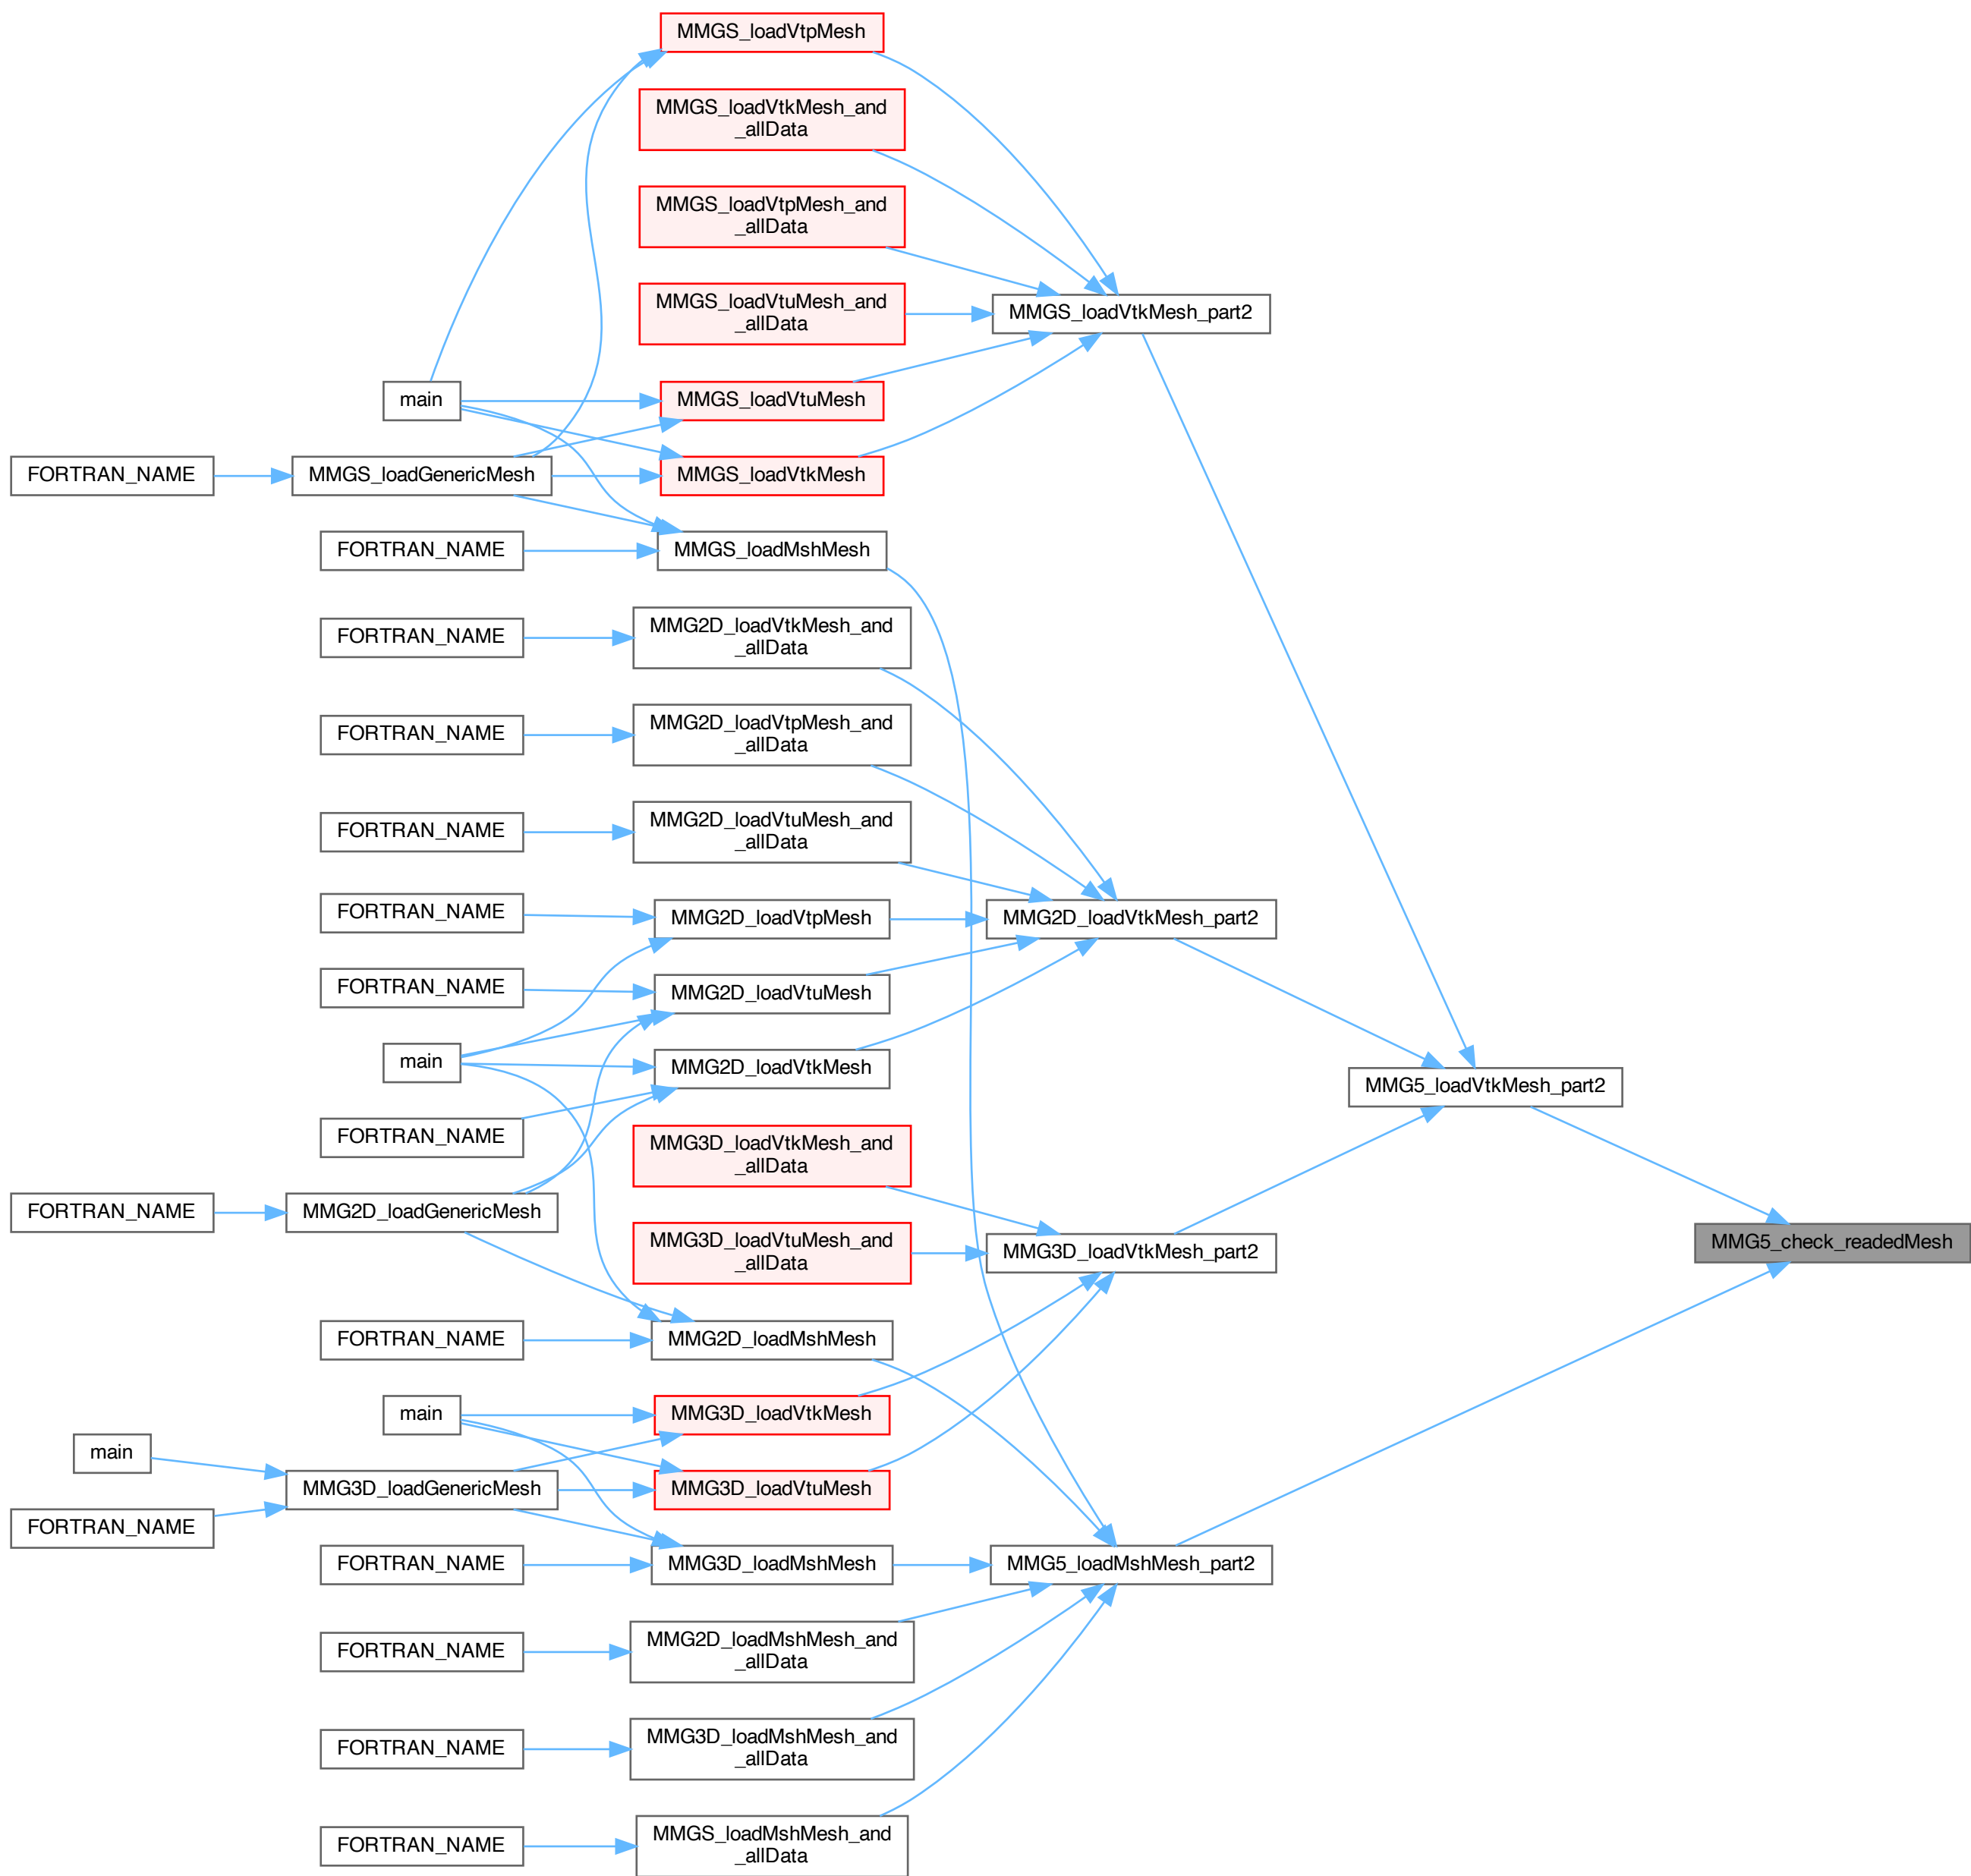 MMGS_loadVtpMesh
MMGS_loadVtkMesh_and
_allData
MMGS_loadVtpMesh_and
_allData
MMGS_loadVtuMesh_and
_allData
MMGS_loadVtkMesh_part2
main
MMGS_loadVtuMesh
FORTRAN_NAME
MMGS_loadGenericMesh
MMGS_loadVtkMesh
FORTRAN_NAME
MMGS_loadMshMesh
FORTRAN_NAME
MMG2D_loadVtkMesh_and
_allData
FORTRAN_NAME
MMG2D_loadVtpMesh_and
_allData
FORTRAN_NAME
MMG2D_loadVtuMesh_and
_allData
FORTRAN_NAME
MMG2D_loadVtpMesh
MMG2D_loadVtkMesh_part2
FORTRAN_NAME
MMG2D_loadVtuMesh
main
MMG2D_loadVtkMesh
MMG5_loadVtkMesh_part2
FORTRAN_NAME
MMG3D_loadVtkMesh_and
_allData
FORTRAN_NAME
MMG2D_loadGenericMesh
MMG3D_loadVtuMesh_and
_allData
MMG3D_loadVtkMesh_part2
MMG5_check_readedMesh
FORTRAN_NAME
MMG2D_loadMshMesh
main
MMG3D_loadVtkMesh
main
MMG3D_loadGenericMesh
MMG3D_loadVtuMesh
FORTRAN_NAME
FORTRAN_NAME
MMG3D_loadMshMesh
MMG5_loadMshMesh_part2
FORTRAN_NAME
MMG2D_loadMshMesh_and
_allData
FORTRAN_NAME
MMG3D_loadMshMesh_and
_allData
FORTRAN_NAME
MMGS_loadMshMesh_and
_allData